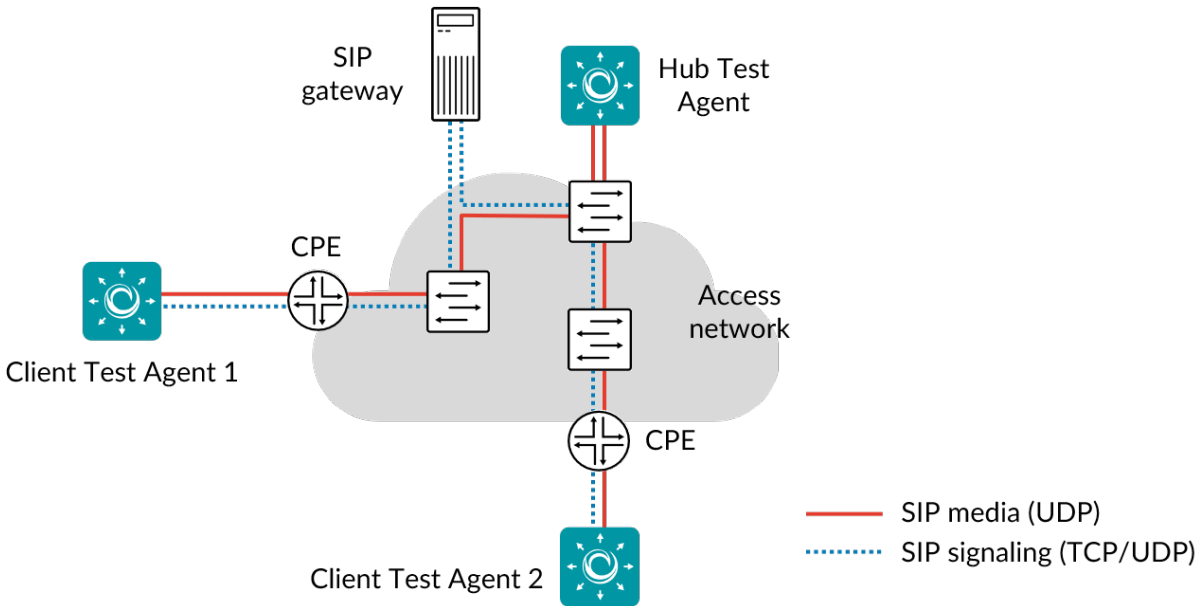 SIP
gateway
Hub Test
Agent
CPE
Access
network
Client Test Agent 1
CPE
SIP media (UDP)
SIP signaling (TCP/UDP)
Client Test Agent 2